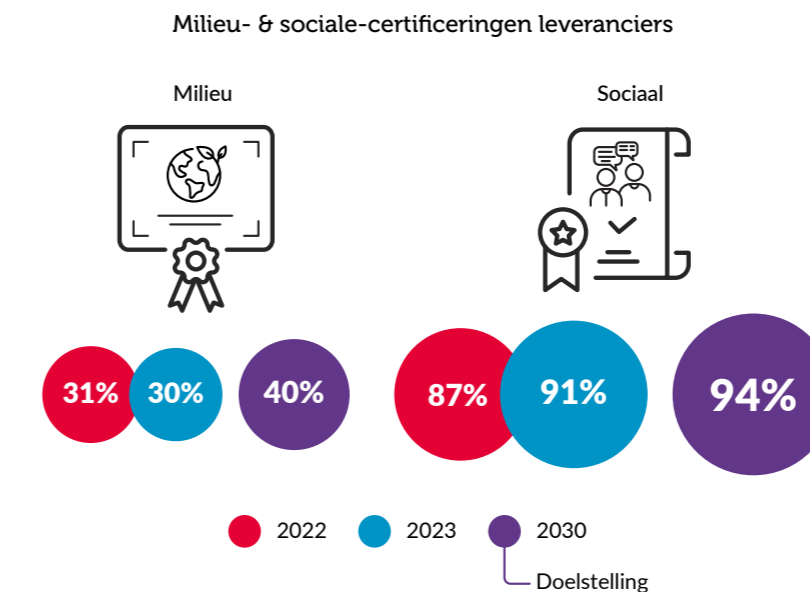 Milieu- & sociale-certificeringen leveranciers
Milieu
Sociaal
31% 30% 40% 87% 91% 94%
2022 2023 2030
Doelstelling